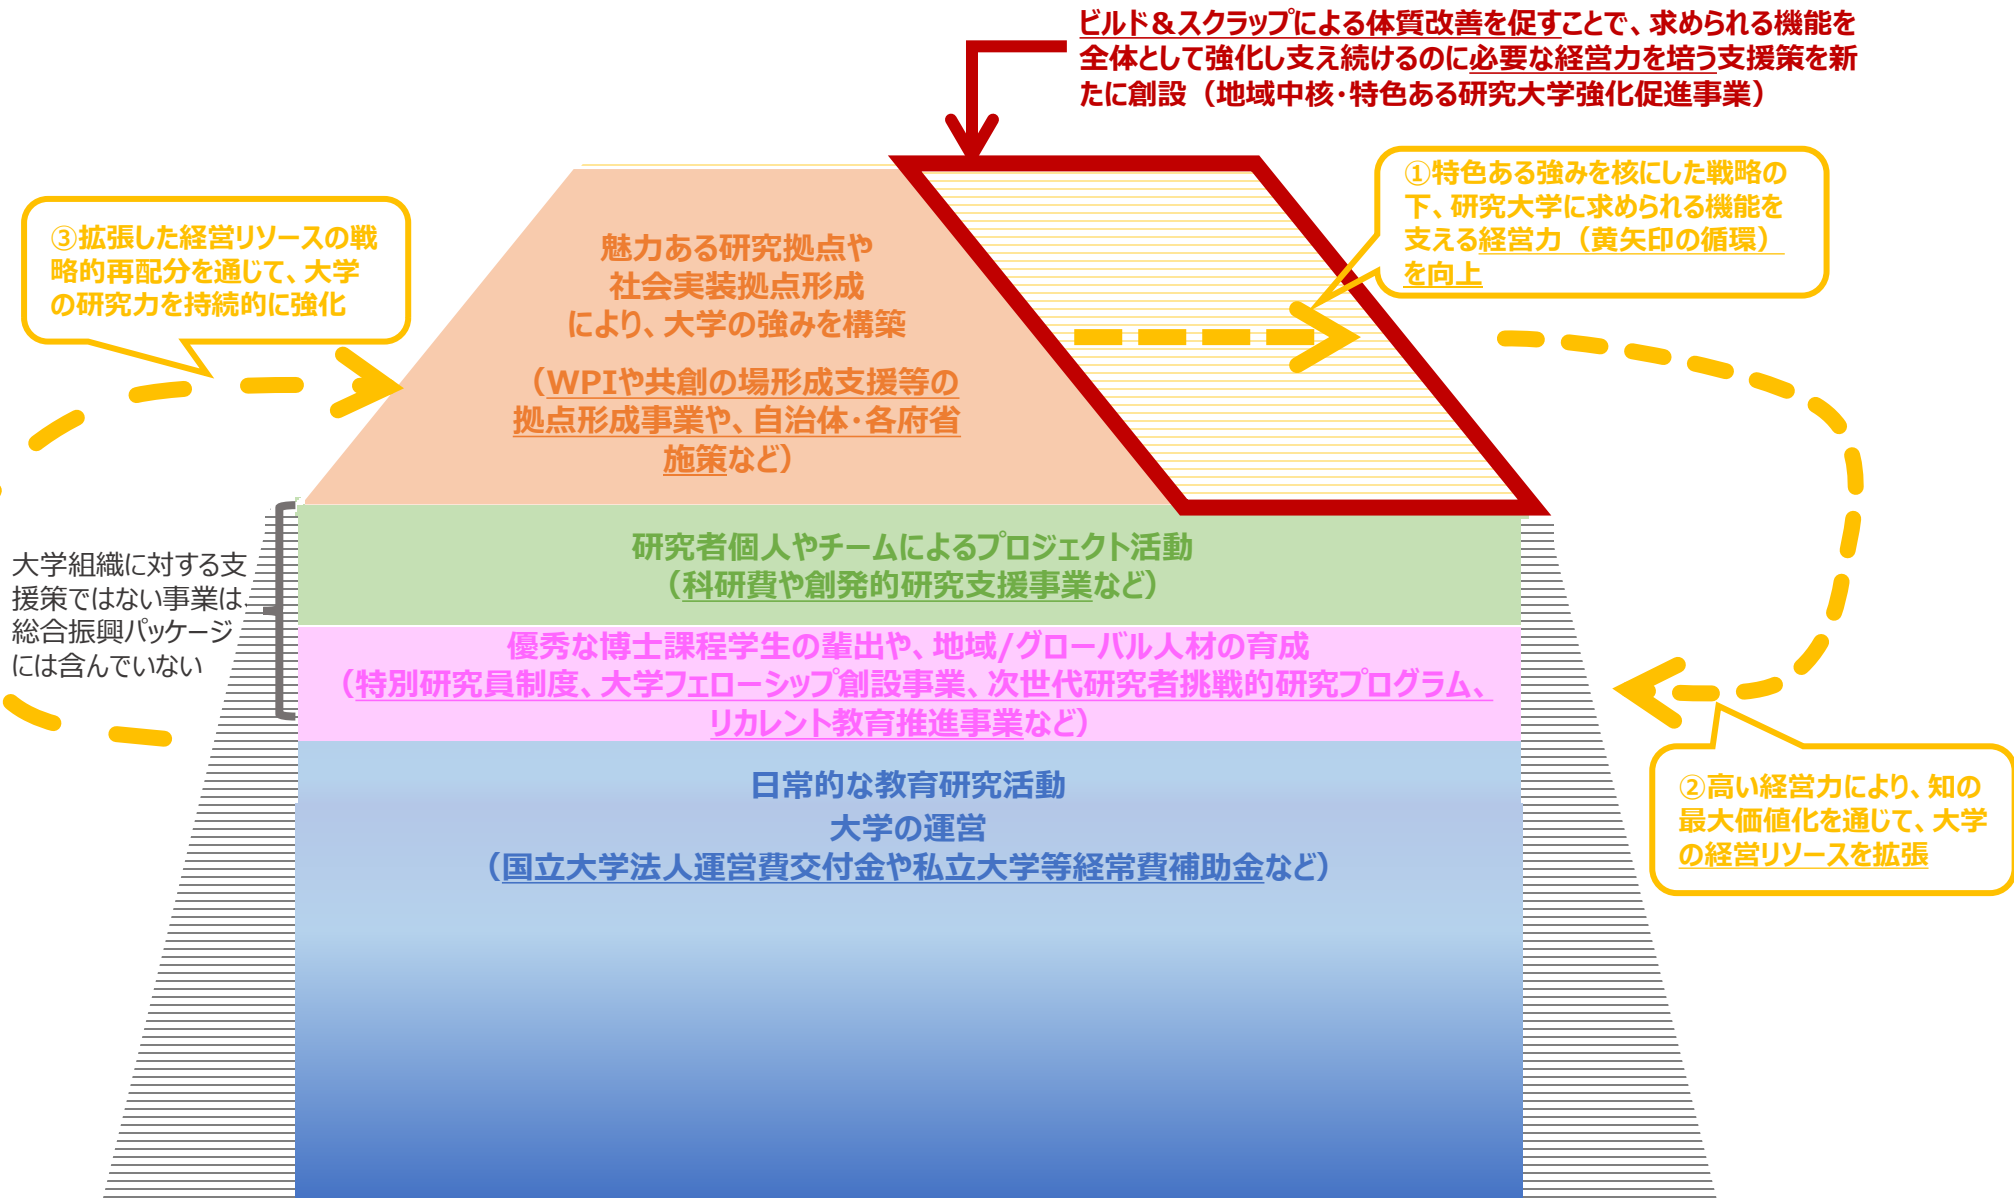 ビルド＆スクラップによる体質改善を促すことで、求められる機能を
全体として強化し支え続けるのに必要な経営力を培う支援策を新
たに創設（地域中核・特色ある研究大学強化促進事業）
①特色ある強みを核にした戦略の
下、研究大学に求められる機能を
支える経営力（黄矢印の循環）
を向上
③拡張した経営リソースの戦
略的再配分を通じて、大学
の研究力を持続的に強化
魅力ある研究拠点や
社会実装拠点形成
により、大学の強みを構築
（WPIや共創の場形成支援等の
拠点形成事業や、自治体・各府省
施策など）
研究者個人やチームによるプロジェクト活動
（科研費や創発的研究支援事業など）
大学組織に対する支
援策ではない事業は、
総合振興パッケージ
には含んでいない
優秀な博士課程学生の輩出や、地域/グローバル人材の育成
（特別研究員制度、大学フェローシップ創設事業、次世代研究者挑戦的研究プログラム、
リカレント教育推進事業など）
日常的な教育研究活動
大学の運営
（国立大学法人運営費交付金や私立大学等経常費補助金など）
②高い経営力により、知の
最大価値化を通じて、大学
の経営リソースを拡張